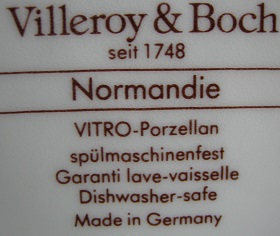 Villeroy & Boch
seit 1748
Normandie
VITRO-Porzellan
spülmaschinenfest
Garanti lave-vaisselle
Dishwasher-safe
Made in Germany